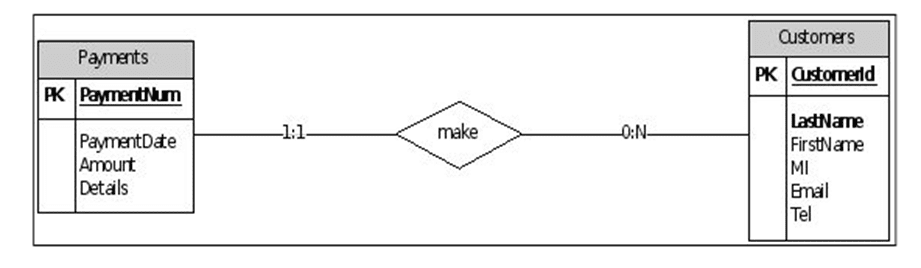 Payments
PK PaymentNum
PaymentDate
Amount
Details
1:1
make
0:N
Customers
PK CustomerId
LastName
FirstName
MI
Email
Tel